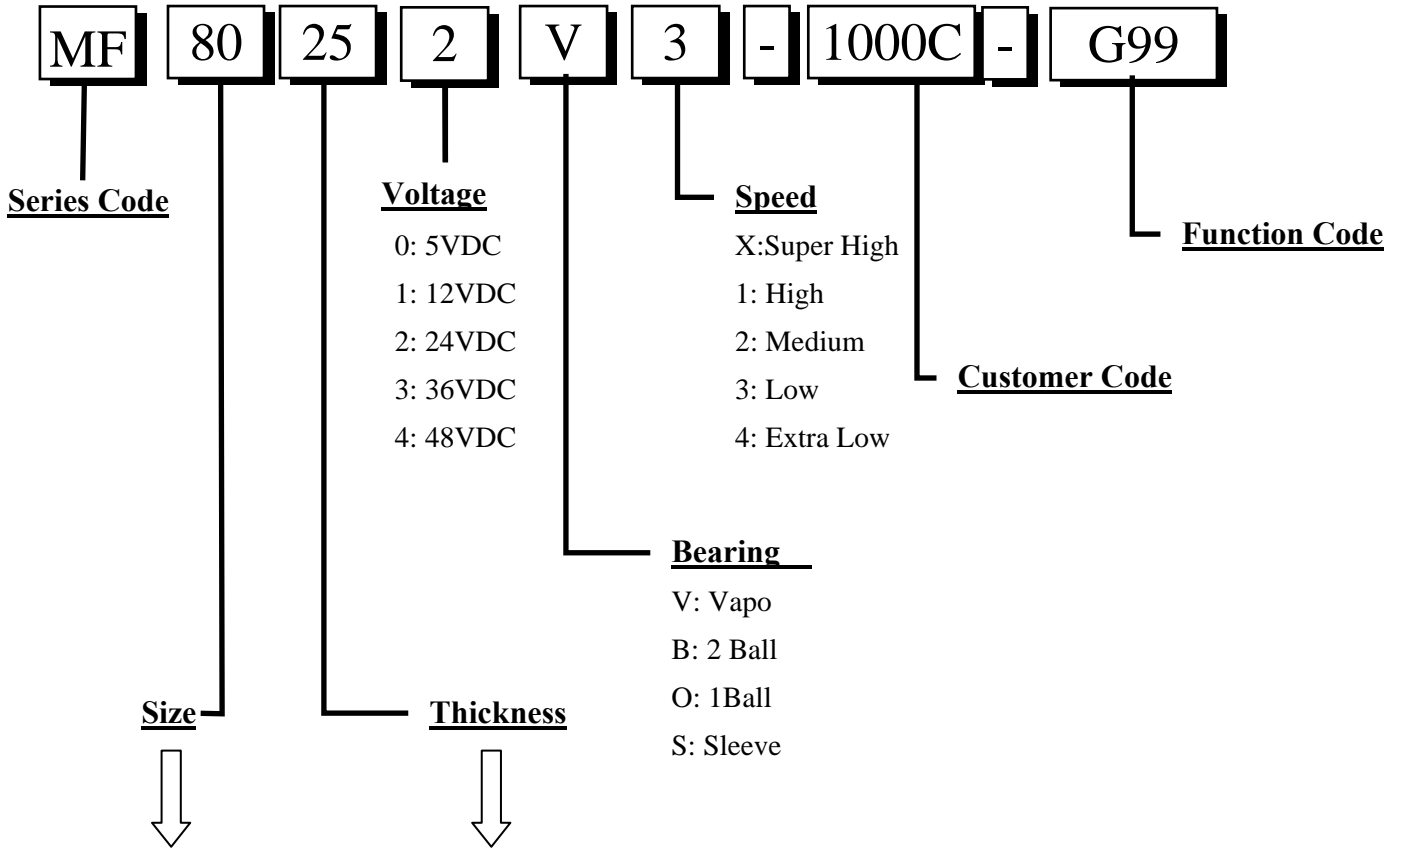 MF 80 25 2 V 3 - 1000C - G99
Series Code
Voltage
0: 5VDC
1: 12VDC
2: 24VDC
3: 36VDC
4: 48VDC
Speed
X:Super High
1: High
2: Medium
3: Low
4: Extra Low
Function Code
Customer Code
Bearing
V: Vapo
B: 2 Ball
O: 1Ball
S: Sleeve
Size
Thickness